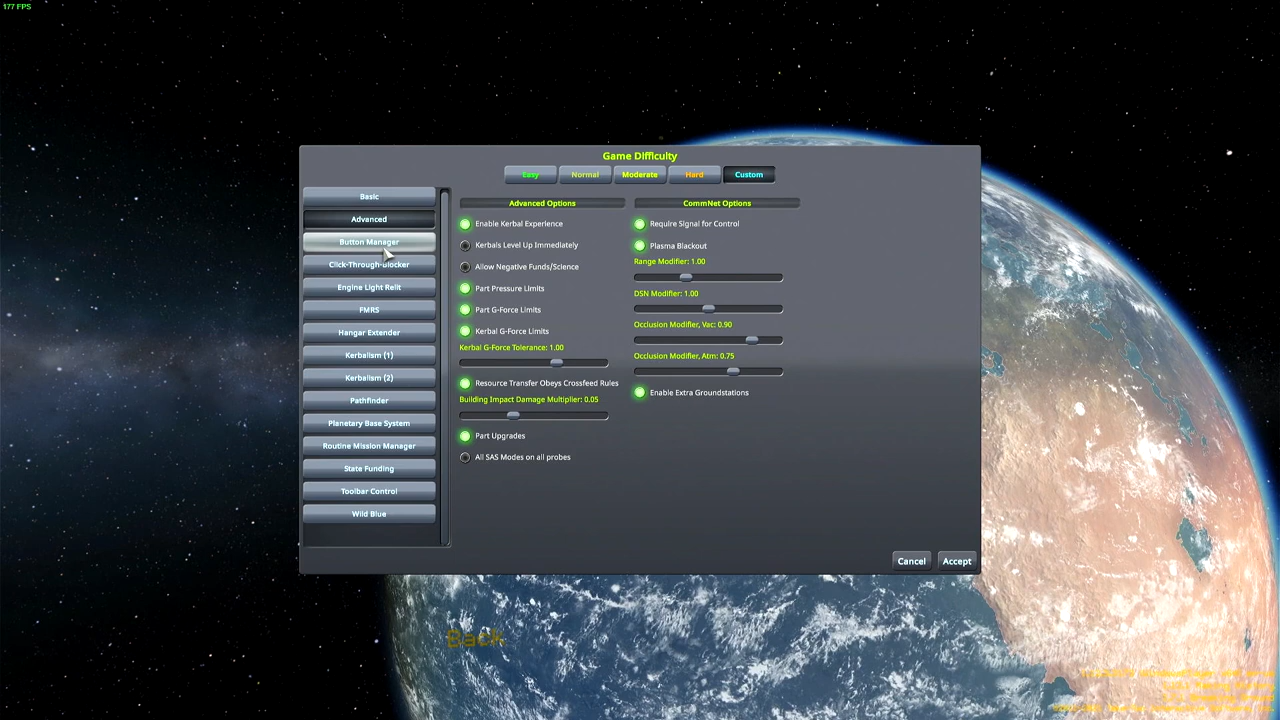 177 FPS
Game Difficulty
Easy Normal Moderate Hard Custom
Basic
Advanced
Button Manager
Click-Through-Blocker
Engine Light Relit
FMRS
Hangar Extender
Kerbalism (1)
Kerbalism (2)
Pathfinder
Planetary Base System
Routine Mission Manager
State Funding
Toolbar Control
Wild Blue
Advanced Options
Enable Kerbal Experience
Kerbals Level Up Immediately
Allow Negative Funds/Science
Part Pressure Limits
Part G-Force Limits
Kerbal G-Force Limits
Kerbal G-Force Tolerance: 1.00
Resource Transfer Obeys Crossfeed Rules
Building Impact Damage Multiplier: 0.05
Part Upgrades
All SAS Modes on all probes
CommNet Options
Require Signal for Control
Plasma Blackout
Range Modifier: 1.00
DSN Modifier: 1.00
Occlusion Modifier, Vac: 0.90
Occlusion Modifier, Atm: 0.75
Enable Extra Groundstations
Cancel Accept
Back